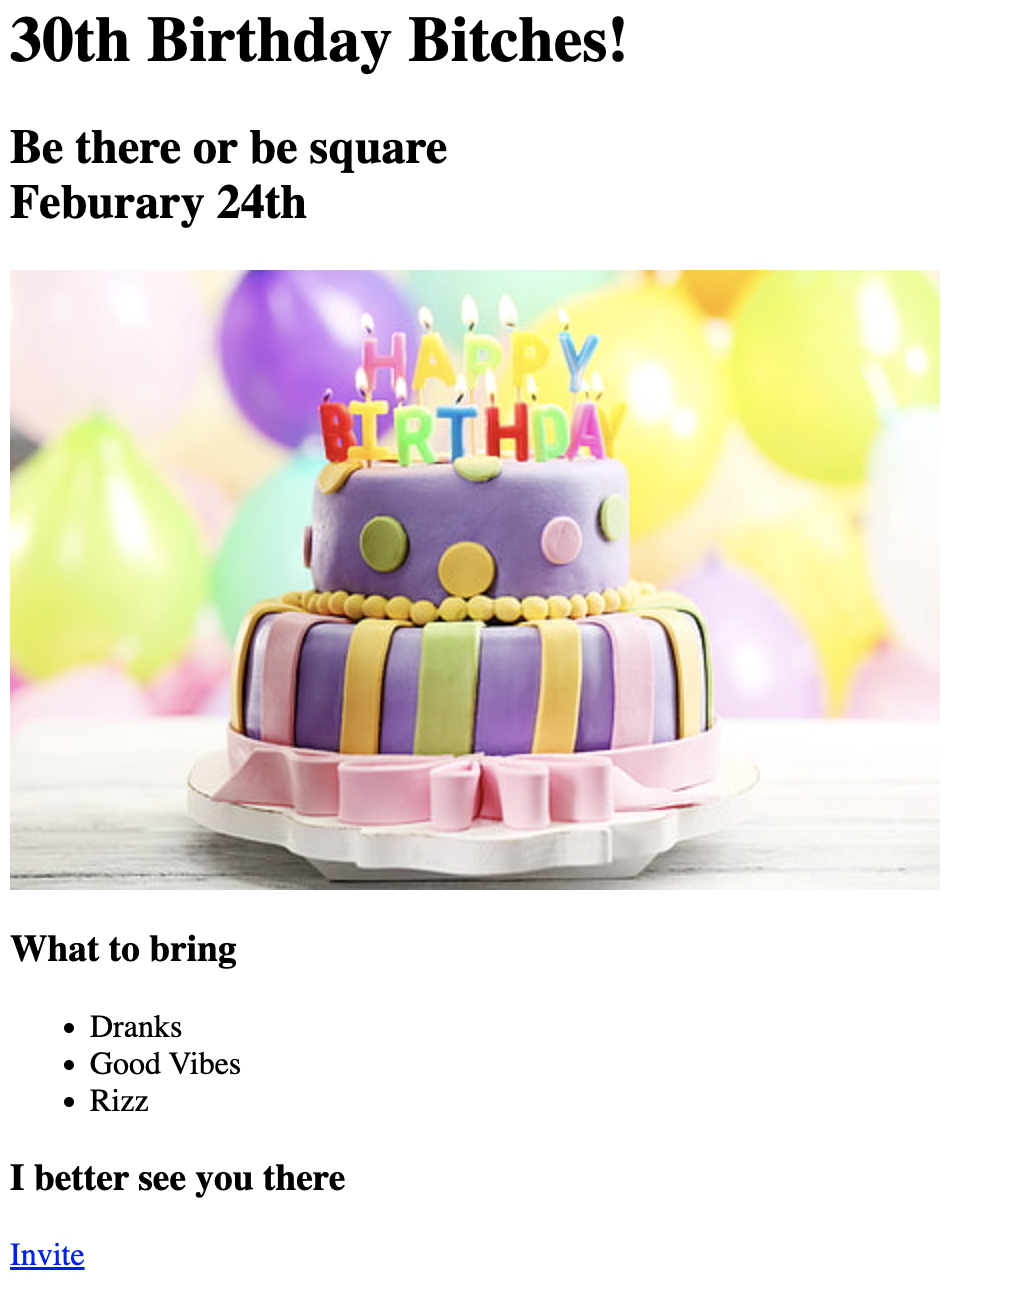 30th Birthday Bitches!
Be there or be square
Feburary 24th
HAPPY
BIRTHDAY
What to bring
Dranks
Good Vibes
Rizz
I better see you there
Invite